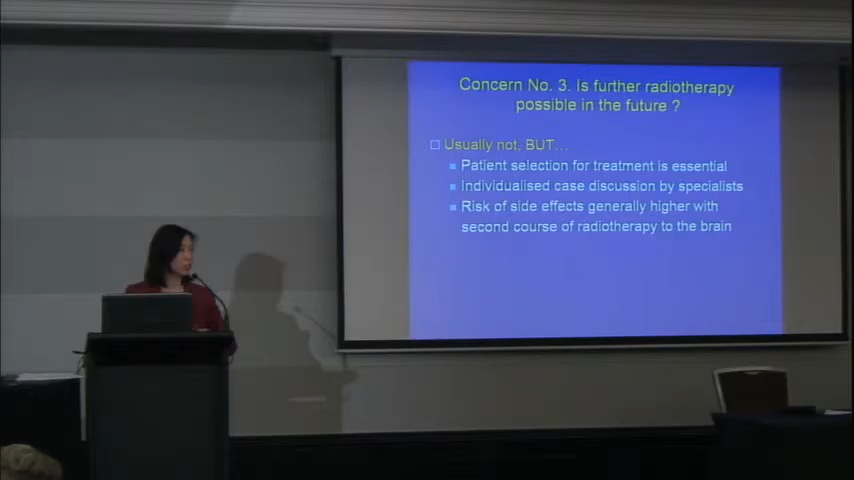 Concern No. 3. Is further radiotherapy
possible in the future ?
Usually not, BUT…
Patient selection for treatment is essential
Individualised case discussion by specialists
Risk of side effects generally higher with
second course of radiotherapy to the brain